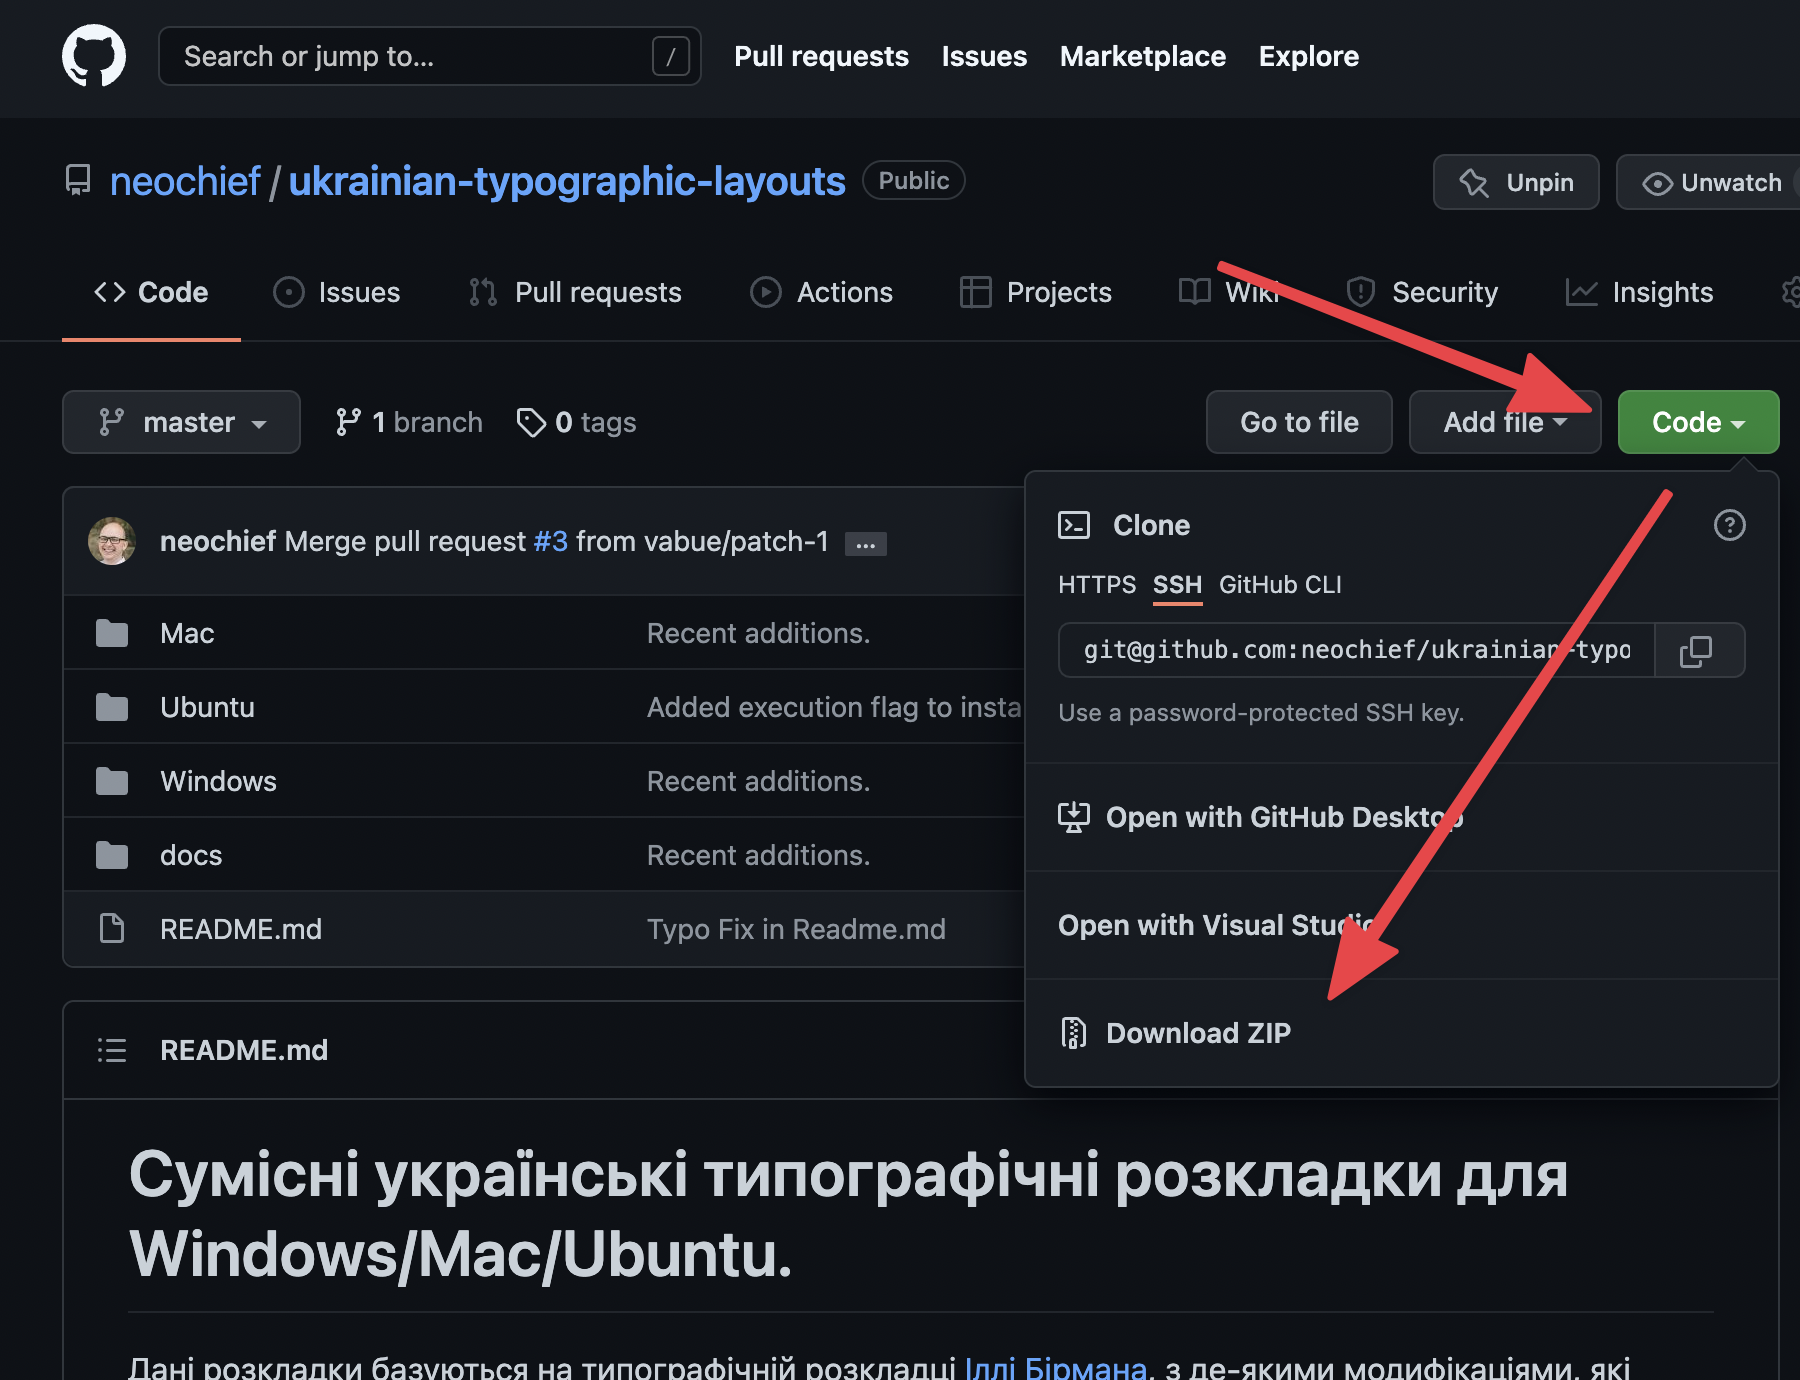 Search or jump to... /
Pull requests Issues Marketplace Explore
neochief / ukrainian-typographic-layouts Public
Unpin Unwatch
Code Issues Pull requests Actions Projects Wiki Security Insights
master 1 branch 0 tags
Go to file Add file Code
neochief Merge pull request #3 from vabue/patch-1 ...
Mac Recent additions.
Ubuntu Added execution flag to insta
Windows Recent additions.
docs Recent additions.
README.md Typo Fix in Readme.md
Clone
HTTPS SSH GitHub CLI
git@github.com:neochief/ukrainian-typo
Use a password-protected SSH key.
Open with GitHub Desktop
Open with Visual Studio
Download ZIP
README.md
Сумісні українські типографічні розкладки для
Windows/Mac/Ubuntu.
Дані розкладки базуються на типографічній розкладці Іллі Бірмана, з де-якими модифікаціями, які